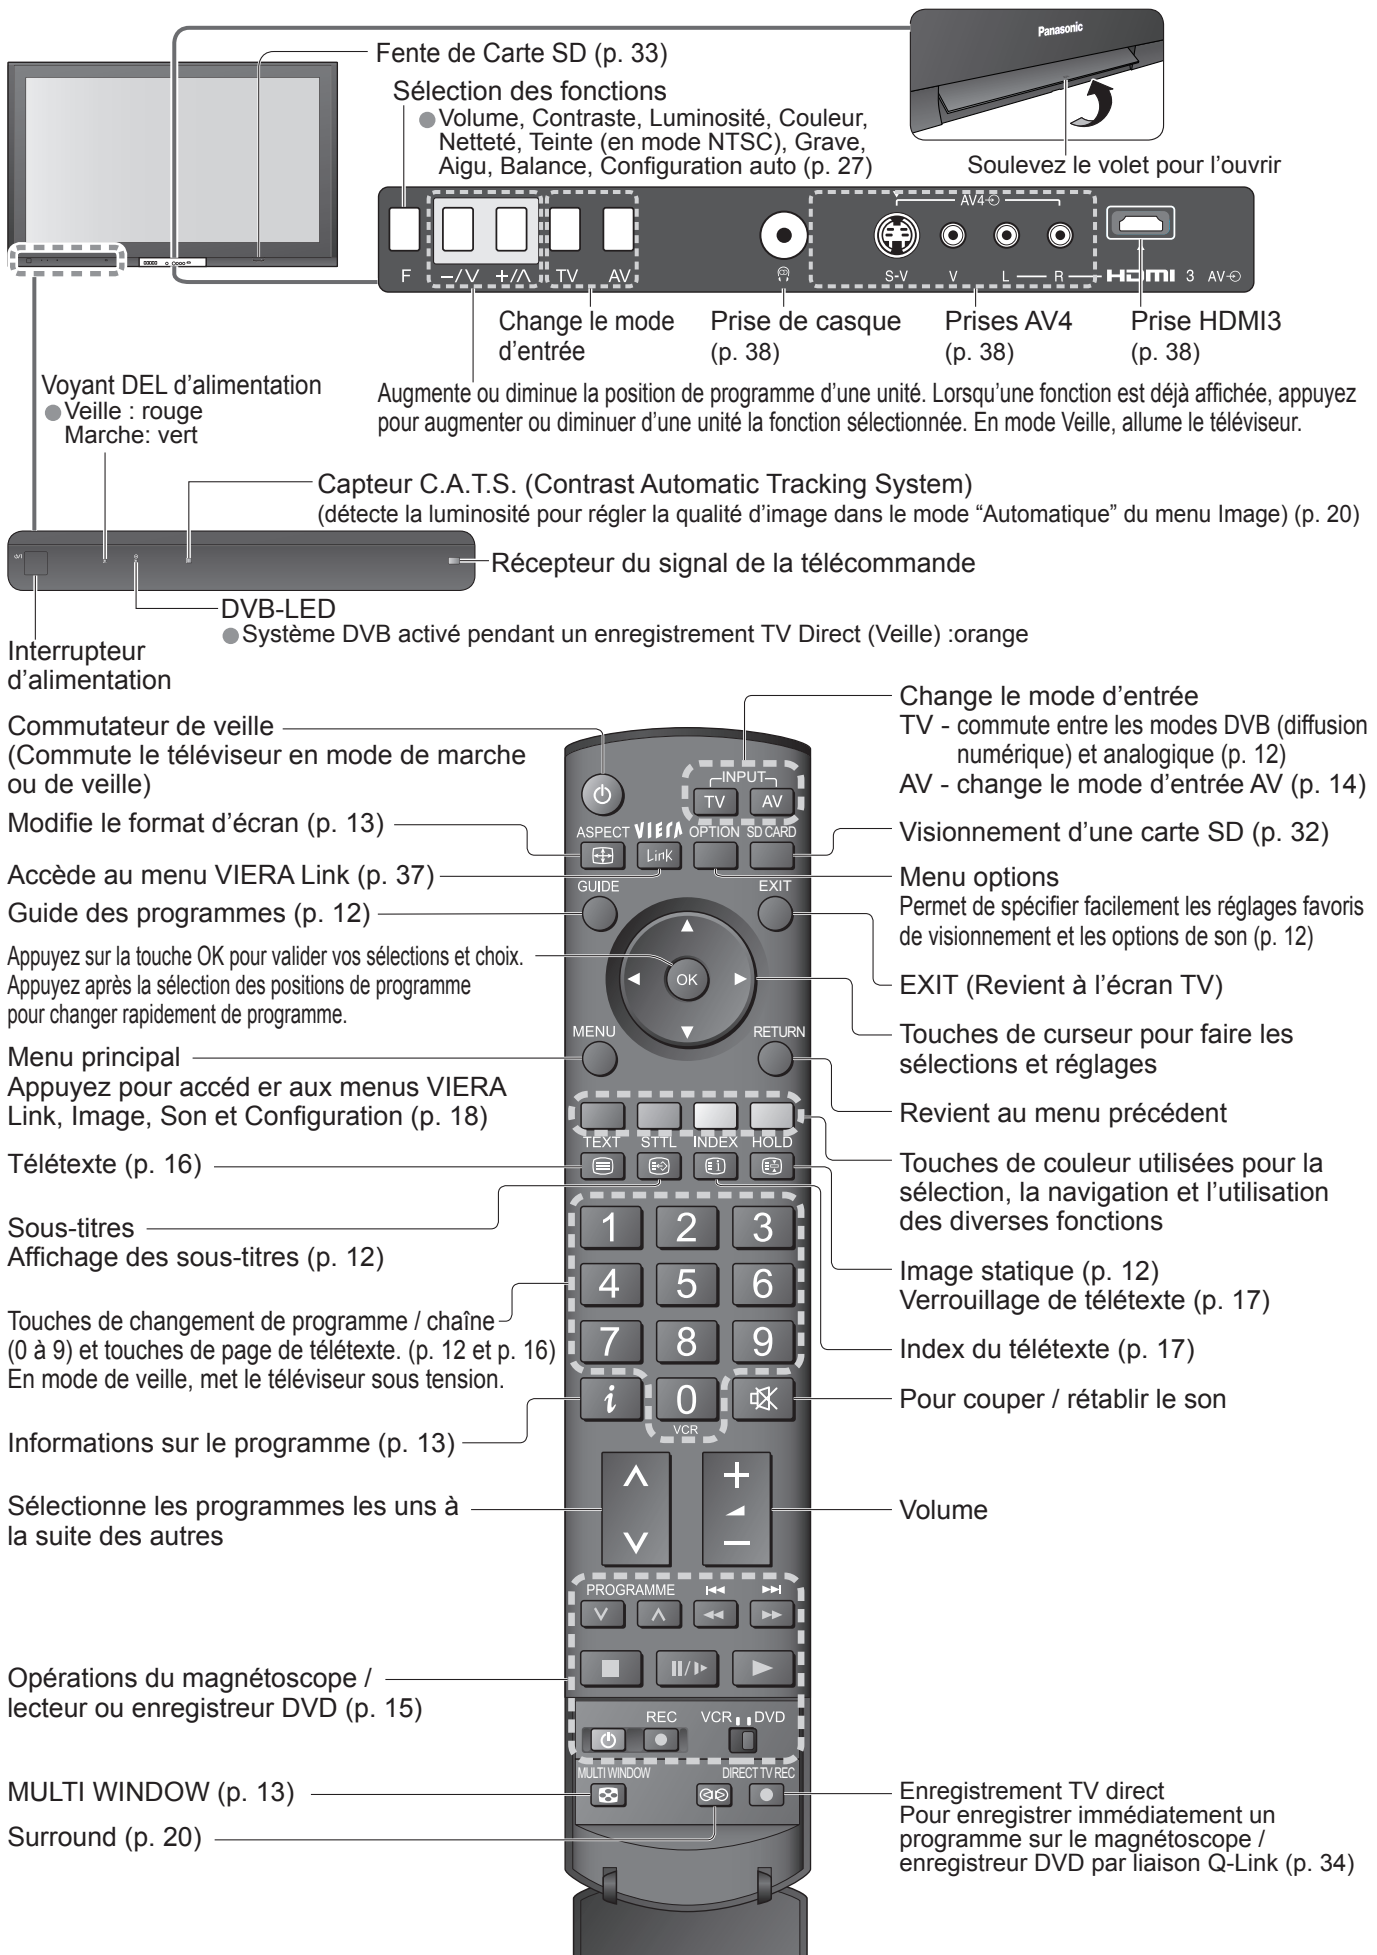 Panasonic
Fente de Carte SD (p. 33)
Sélection des fonctions
● Volume, Contraste, Luminosité, Couleur,
Netteté, Teinte (en mode NTSC), Grave,
Aigu, Balance, Configuration auto (p. 27)
Soulevez le volet pour l’ouvrir
AV4
F −/∨ +/∧ TV AV S-V V L R HDMI 3 AV
Change le mode
d’entrée
Prise de casque
(p. 38)
Prises AV4
(p. 38)
Prise HDMI3
(p. 38)
Augmente ou diminue la position de programme d’une unité. Lorsqu’une fonction est déjà affichée, appuyez
pour augmenter ou diminuer d’une unité la fonction sélectionnée. En mode Veille, allume le téléviseur.
Voyant DEL d’alimentation
● Veille : rouge
Marche: vert
Capteur C.A.T.S. (Contrast Automatic Tracking System)
(détecte la luminosité pour régler la qualité d’image dans le mode “Automatique” du menu Image) (p. 20)
Récepteur du signal de la télécommande
DVB-LED
● Système DVB activé pendant un enregistrement TV Direct (Veille) :orange
Interrupteur
d’alimentation
Commutateur de veille
(Commute le téléviseur en mode de marche
ou de veille)
Modifie le format d’écran (p. 13)
Accède au menu VIERA Link (p. 37)
Guide des programmes (p. 12)
Appuyez sur la touche OK pour valider vos sélections et choix.
Appuyez après la sélection des positions de programme
pour changer rapidement de programme.
Menu principal
Appuyez pour accéd er aux menus VIERA
Link, Image, Son et Configuration (p. 18)
Télétexte (p. 16)
Sous-titres
Affichage des sous-titres (p. 12)
Touches de changement de programme / chaîne
(0 à 9) et touches de page de télétexte. (p. 12 et p. 16)
En mode de veille, met le téléviseur sous tension.
Informations sur le programme (p. 13)
Sélectionne les programmes les uns à
la suite des autres
Opérations du magnétoscope /
lecteur ou enregistreur DVD (p. 15)
MULTI WINDOW (p. 13)
Surround (p. 20)
INPUT
TV AV
ASPECT VIERA OPTION SD CARD
Link
GUIDE EXIT
OK
MENU RETURN
TEXT STTL INDEX HOLD
1 2 3
4 5 6
7 8 9
i 0
VCR
∧ +
∨ −
PROGRAMME
∨ ∧
REC VCR DVD
MULTI WINDOW DIRECT TV REC
Change le mode d’entrée
TV - commute entre les modes DVB (diffusion
numérique) et analogique (p. 12)
AV - change le mode d’entrée AV (p. 14)
Visionnement d’une carte SD (p. 32)
Menu options
Permet de spécifier facilement les réglages favoris
de visionnement et les options de son (p. 12)
EXIT (Revient à l’écran TV)
Touches de curseur pour faire les
sélections et réglages
Revient au menu précédent
Touches de couleur utilisées pour la
sélection, la navigation et l’utilisation
des diverses fonctions
Image statique (p. 12)
Verrouillage de télétexte (p. 17)
Index du télétexte (p. 17)
Pour couper / rétablir le son
Volume
Enregistrement TV direct
Pour enregistrer immédiatement un
programme sur le magnétoscope /
enregistreur DVD par liaison Q-Link (p. 34)